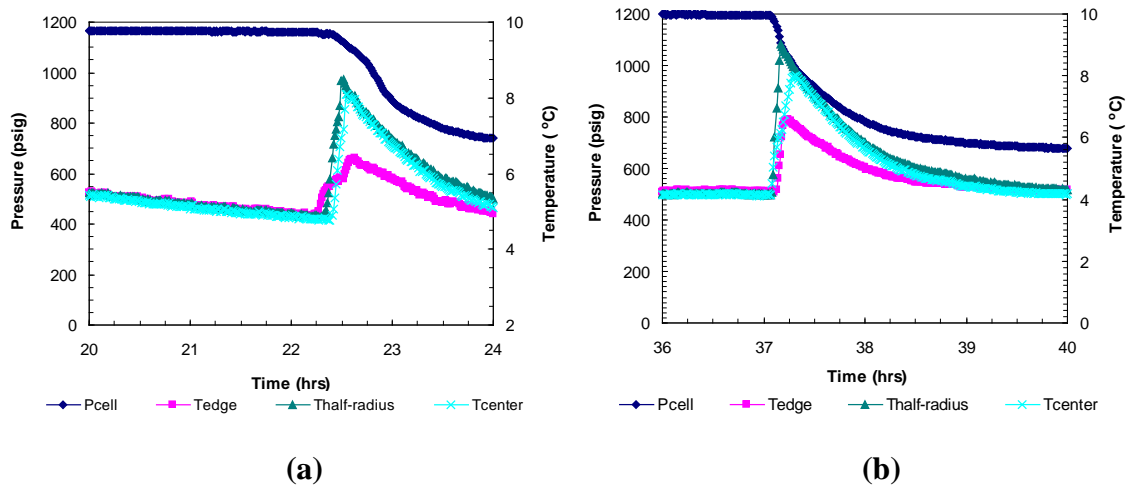 1200
1000
800
600
400
200
0
Pressure (psig)
10
8
6
4
2
Temperature ( °C)
20 21 22 23 24
Time (hrs)
Pcell Tedge Thalf-radius Tcenter
(a)
1200
1000
800
600
400
200
0
Pressure (psig)
10
8
6
4
2
0
Temperature ( °C)
36 37 38 39 40
Time (hrs)
Pcell Tedge Thalf-radius Tcenter
(b)